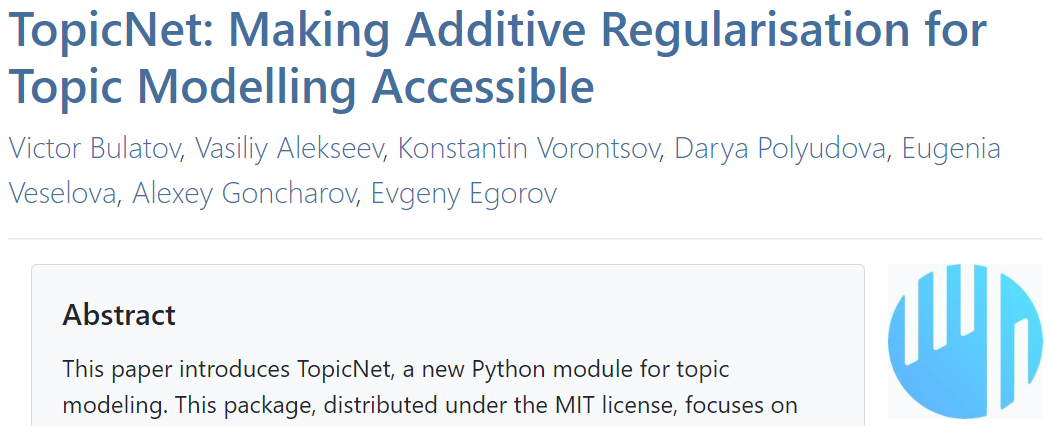 TopicNet: Making Additive Regularisation for
Topic Modelling Accessible
Victor Bulatov, Vasiliy Alekseev, Konstantin Vorontsov, Darya Polyudova, Eugenia
Veselova, Alexey Goncharov, Evgeny Egorov
Abstract
This paper introduces TopicNet, a new Python module for topic
modeling. This package, distributed under the MIT license, focuses on